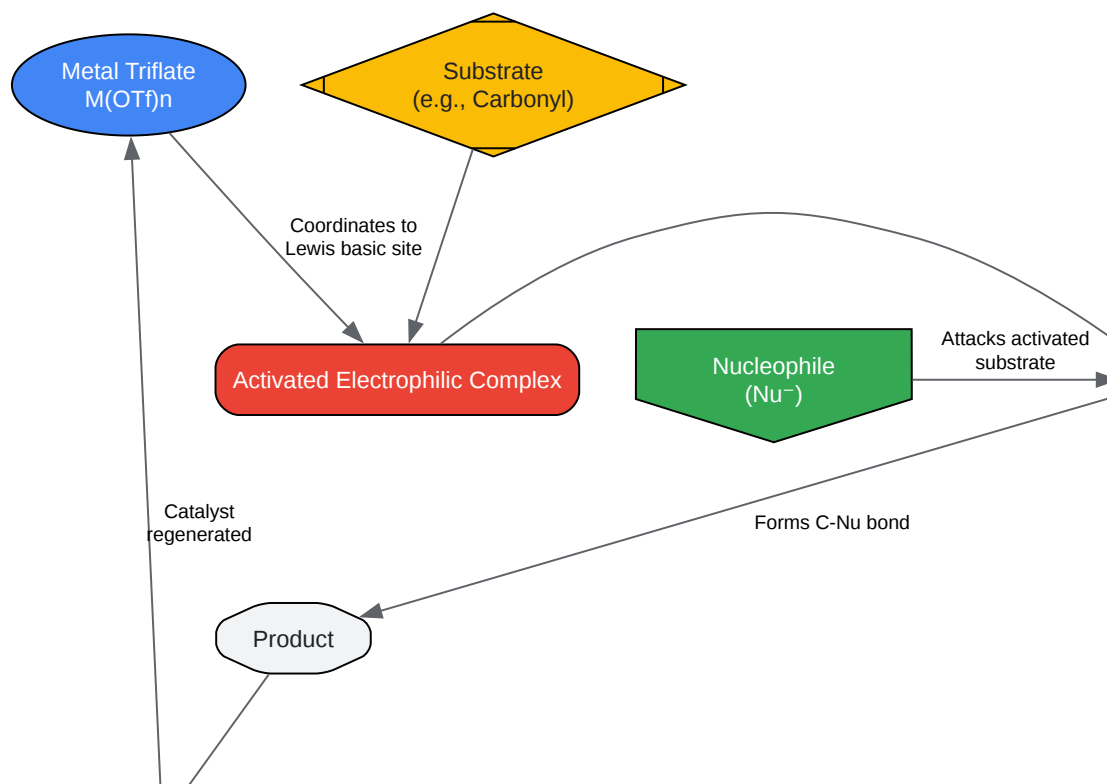 Metal Triflate
M(OTf)n
Substrate
(e.g., Carbonyl)
Coordinates to
Lewis basic site
Activated Electrophilic Complex
Nucleophile
(Nu⁻)
Attacks activated
substrate
Catalyst
regenerated
Forms C-Nu bond
Product